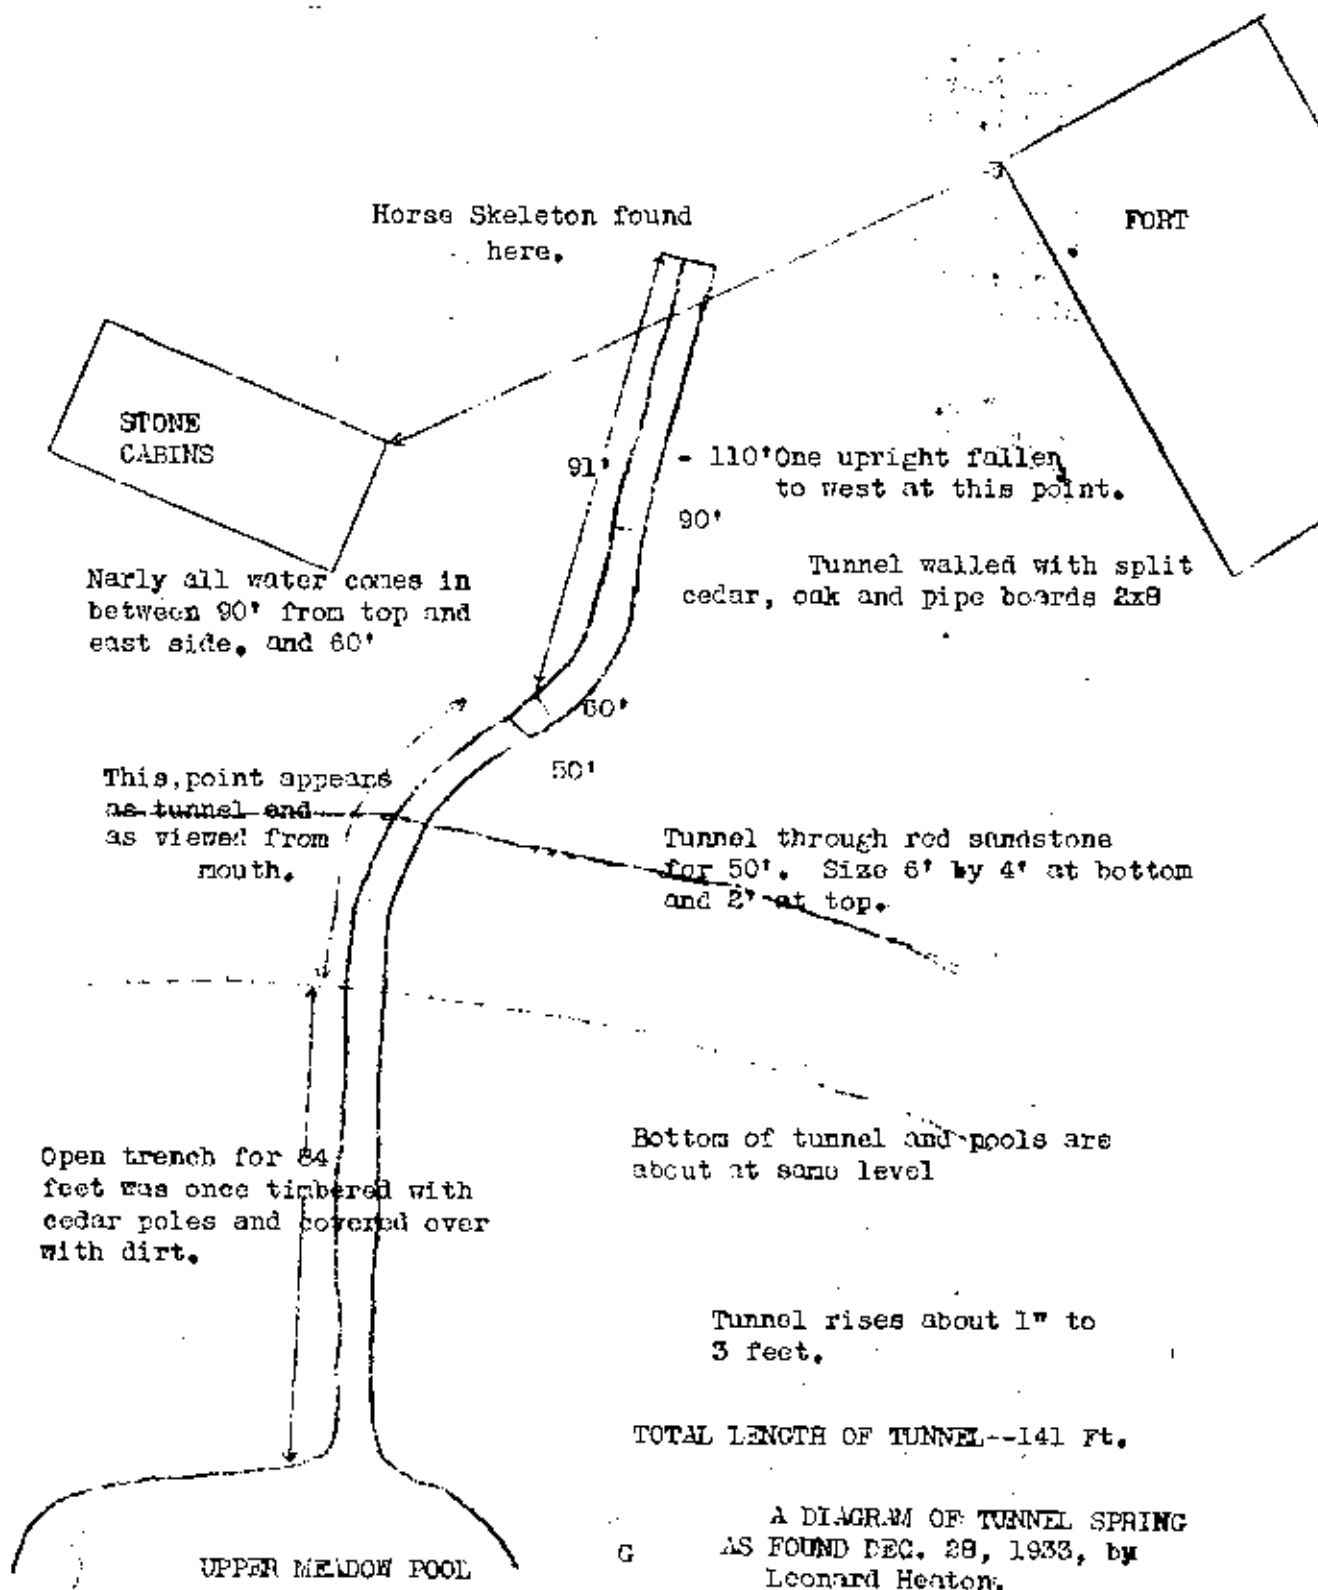 Horse Skeleton found
here.
FORT
STONE
CABINS
91'
- 110'One upright fallen
to west at this point.
90'
Tunnel walled with split
cedar, oak and pipe boards 2x8
Narly all water comes in
between 90' from top and
east side. and 60'
60'
50'
This,point appears
as tunnel end
as viewed from
mouth.
Tunnel through red sandstone
for 50'. Size 6' by 4' at bottom
and 2' at top.
Bottom of tunnel and pools are
about at same level
Open trench for 84
feet was once timbered with
cedar poles and covered over
with dirt.
Tunnel rises about 1" to
3 feet.
TOTAL LENGTH OF TUNNEL--141 Ft.
A DIAGRAM OF TUNNEL SPRING
G AS FOUND DEC. 28, 1933, by
Leonard Heaton.
UPPER MEADOW POOL